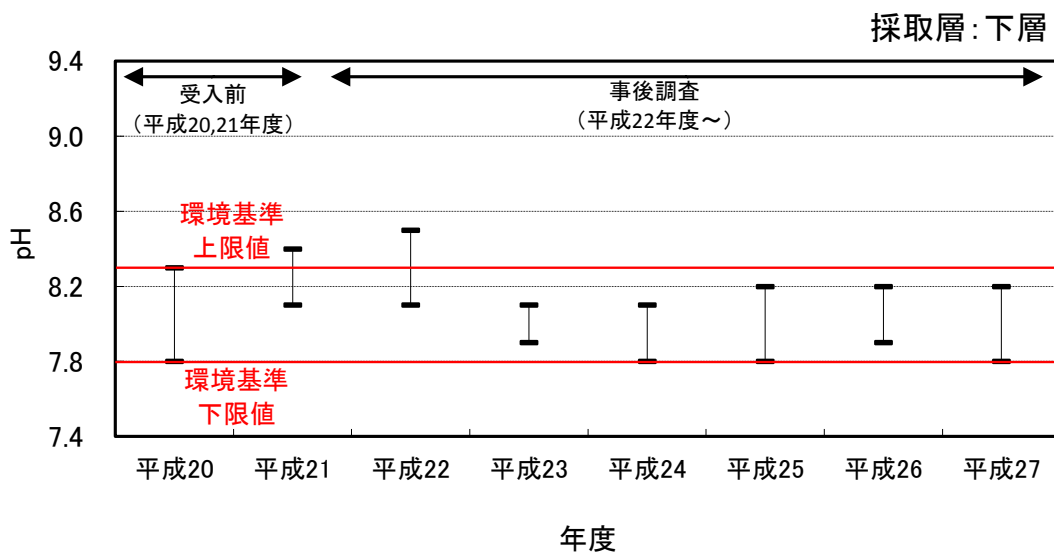 採取層：下層
9.4
9.0
8.6
8.2
7.8
7.4
pH
受入前
（平成20,21年度）
事後調査
（平成22年度～）
環境基準
上限値
環境基準
下限値
平成20 平成21 平成22 平成23 平成24 平成25 平成26 平成27
年度